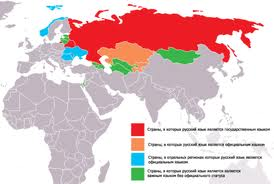 Страны, в которых русский язык является государственным языком
Страны, в которых русский язык является официальным языком
Страны, в отдельных регионах которых русский язык является
официальным языком
Страны, в которых русский язык является
важным языком без официального статуса